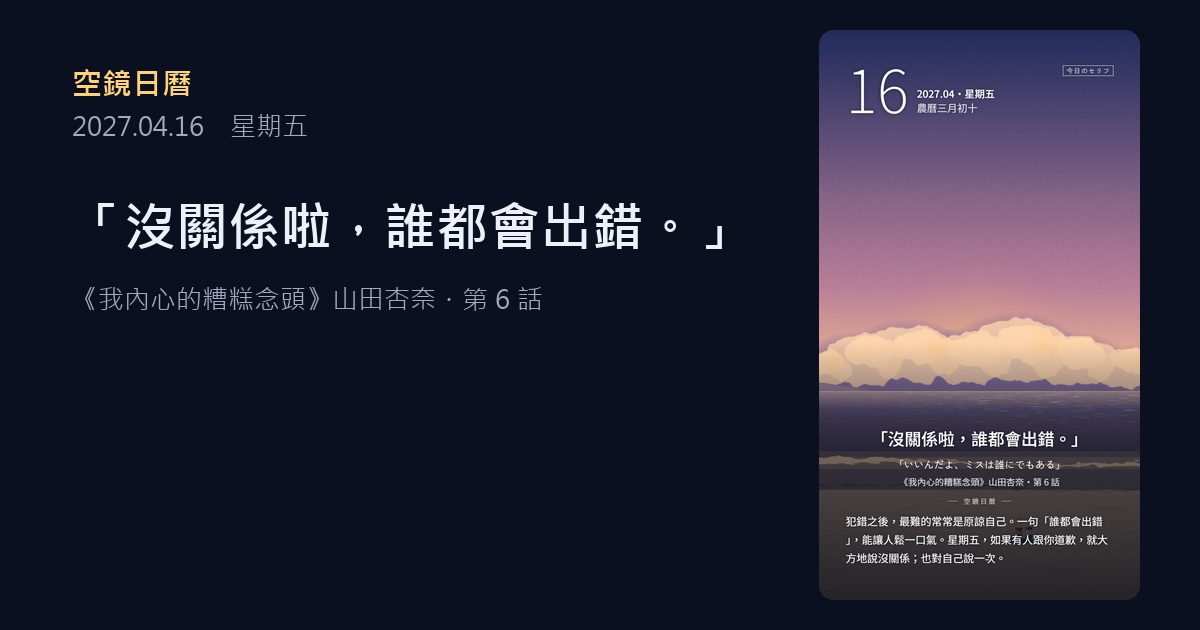 空鏡日曆
2027.04.16 星期五
「沒關係啦，誰都會出錯。」
《我內心的糟糕念頭》山田杏奈・第 6 話
16
2027.04・星期五
農曆三月初十
今日のセリフ
「沒關係啦，誰都會出錯。」
「いいんだよ、ミスは誰にでもある」
《我內心的糟糕念頭》山田杏奈・第 6 話
— 空鏡日曆 —
犯錯之後，最難的常常是原諒自己。一句「誰都會出錯
」，能讓人鬆一口氣。星期五，如果有人跟你道歉，就大
方地說沒關係；也對自己說一次。